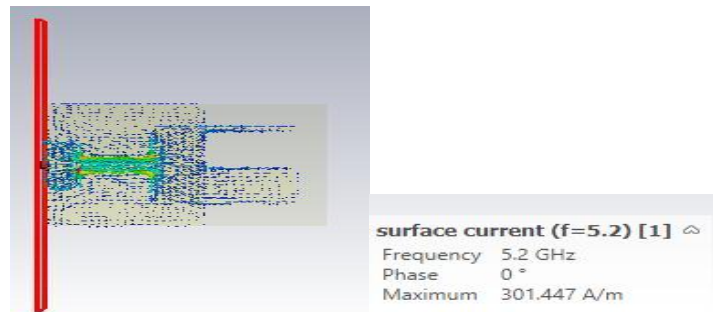 surface current (f=5.2) [1]
Frequency 5.2 GHz
Phase 0 °
Maximum 301.447 A/m